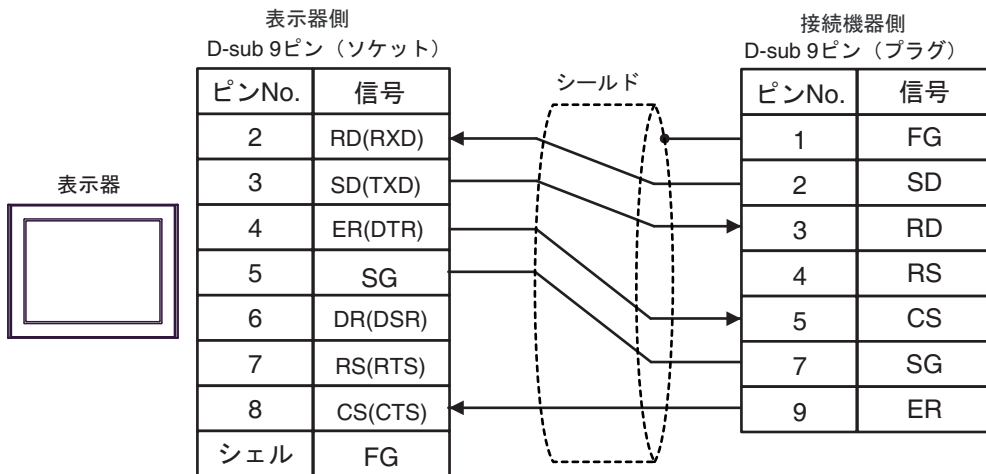 表示器側
D-sub 9ピン（ソケット）
接続機器側
D-sub 9ピン（プラグ）
表示器
シールド
ピンNo. 信号
2 RD(RXD)
3 SD(TXD)
4 ER(DTR)
5 SG
6 DR(DSR)
7 RS(RTS)
8 CS(CTS)
シェル FG
ピンNo. 信号
1 FG
2 SD
3 RD
4 RS
5 CS
7 SG
9 ER